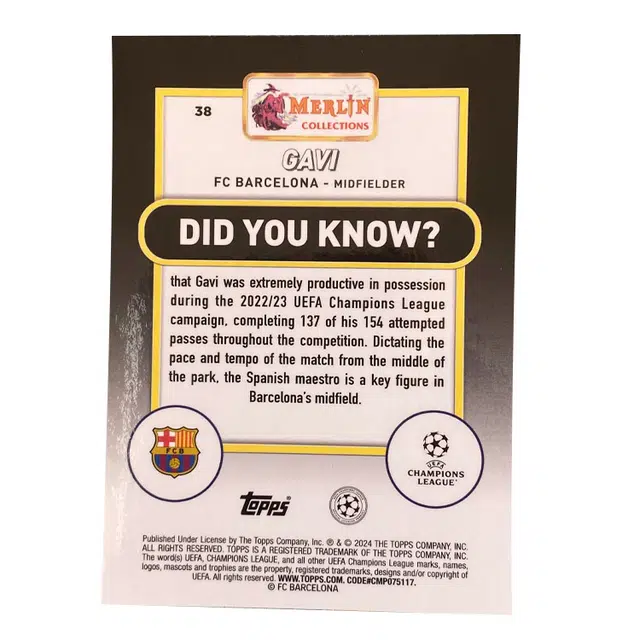 38
MERLIN
COLLECTIONS
GAVI
FC BARCELONA - MIDFIELDER
DID YOU KNOW?
that Gavi was extremely productive in possession
during the 2022/23 UEFA Champions League
campaign, completing 137 of his 154 attempted
passes throughout the competition. Dictating the
pace and tempo of the match from the middle of
the park, the Spanish maestro is a key figure in
Barcelona's midfield.
FCB
UEFA
CHAMPIONS
LEAGUE®
topps®
Published Under License by The Topps Company, Inc. ® & © 2024 THE TOPPS COMPANY, INC.
ALL RIGHTS RESERVED. TOPPS IS A REGISTERED TRADEMARK OF THE TOPPS COMPANY, INC.
The word(s) UEFA, CHAMPIONS LEAGUE, and all other UEFA Champions League marks, names,
logos, mascots and trophies are the property, registered trademarks, designs and/or copyright of
UEFA. All rights reserved. WWW.TOPPS.COM. CODE#CMP075117.
© FC BARCELONA